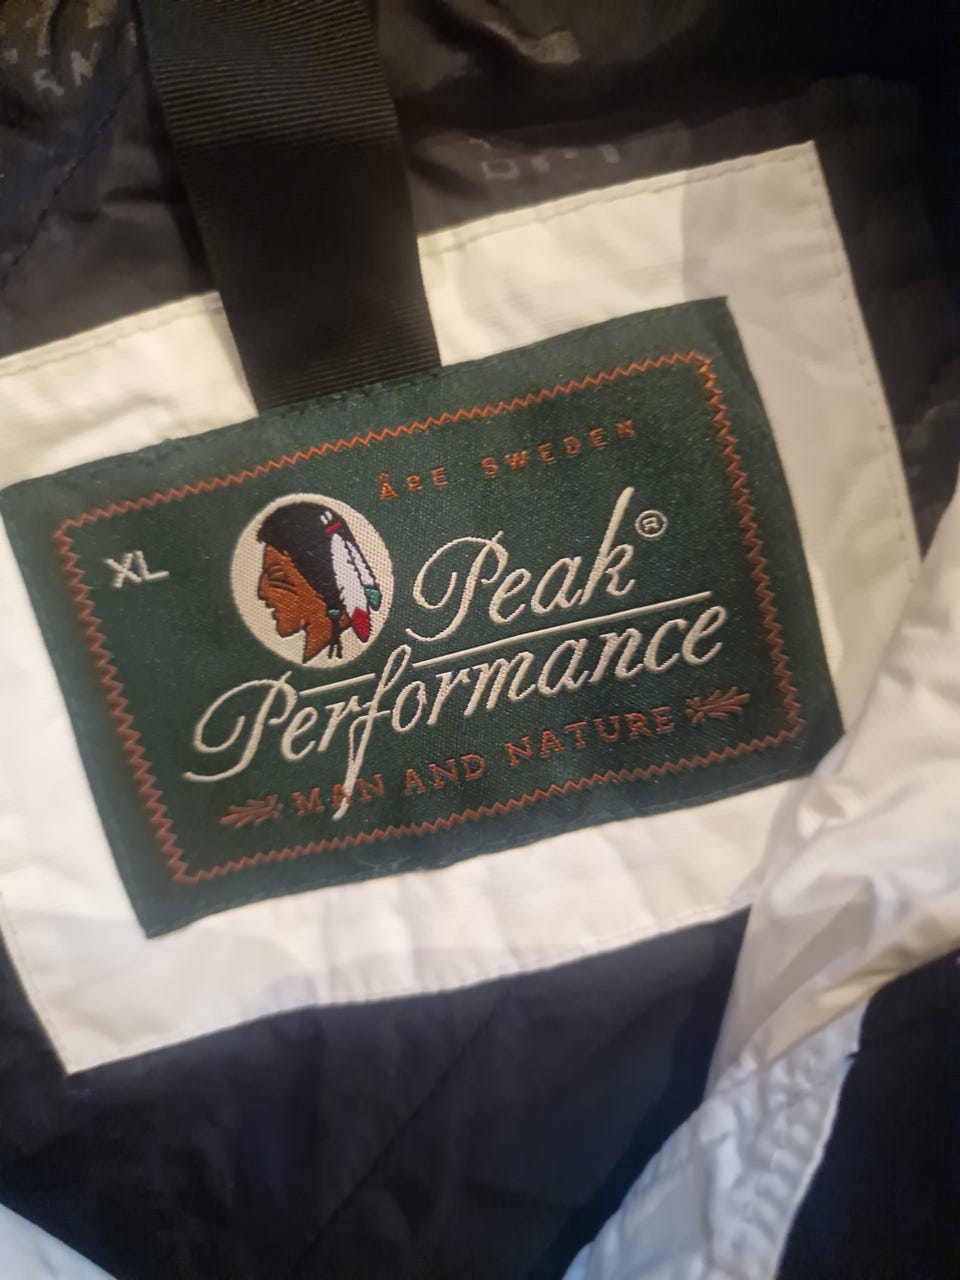 ÅRE SWEDEN
XL
Peak®
Performance
MAN AND NATURE